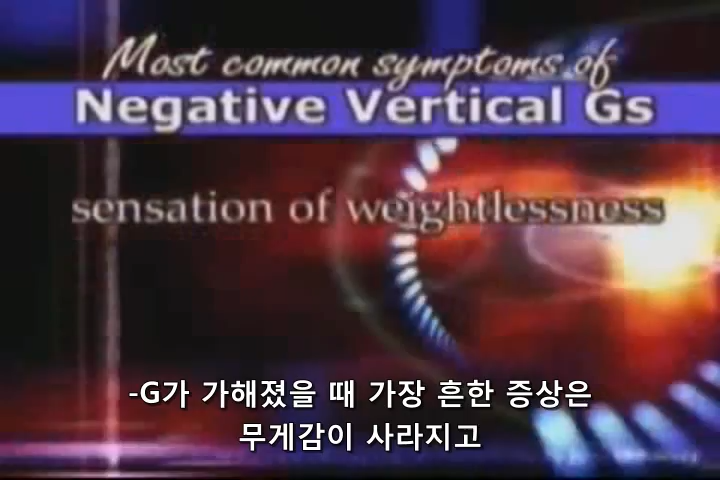 Most common symptoms of
Negative Vertical Gs
sensation of weightlessness
-G가 가해졌을 때 가장 흔한 증상은
무게감이 사라지고